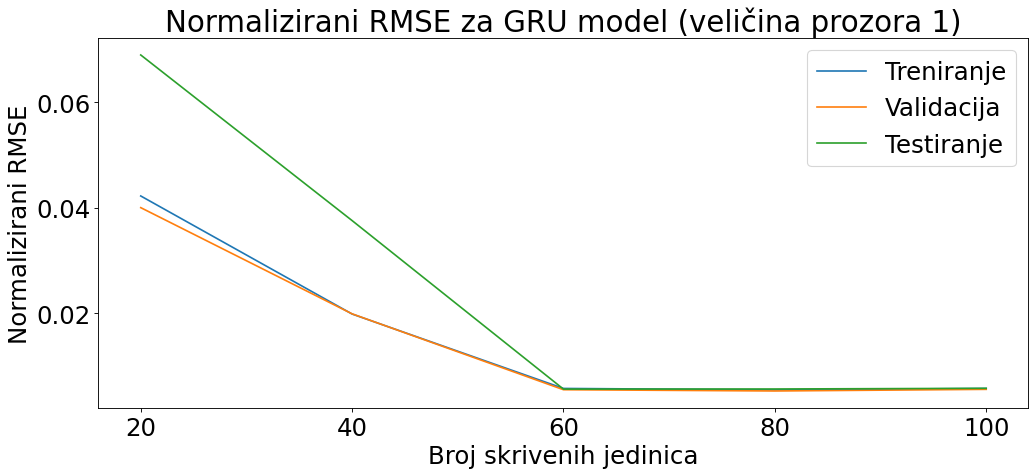 Normalizirani RMSE za GRU model (veličina prozora 1)
Treniranje
Validacija
Testiranje
Normalizirani RMSE
0.06
0.04
0.02
20 40 60 80 100
Broj skrivenih jedinica